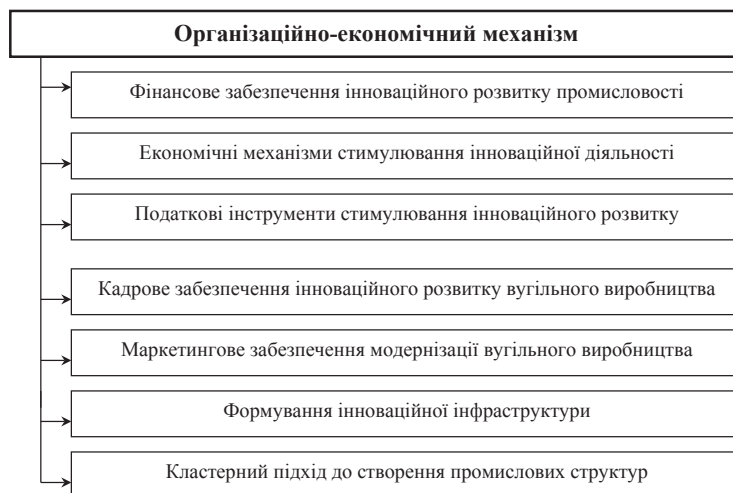 Організаційно-економічний механізм
Фінансове забезпечення інноваційного розвитку промисловості
Економічні механізми стимулювання інноваційної діяльності
Податкові інструменти стимулювання інноваційного розвитку
Кадрове забезпечення інноваційного розвитку вугільного виробництва
Маркетингове забезпечення модернізації вугільного виробництва
Формування інноваційної інфраструктури
Кластерний підхід до створення промислових структур